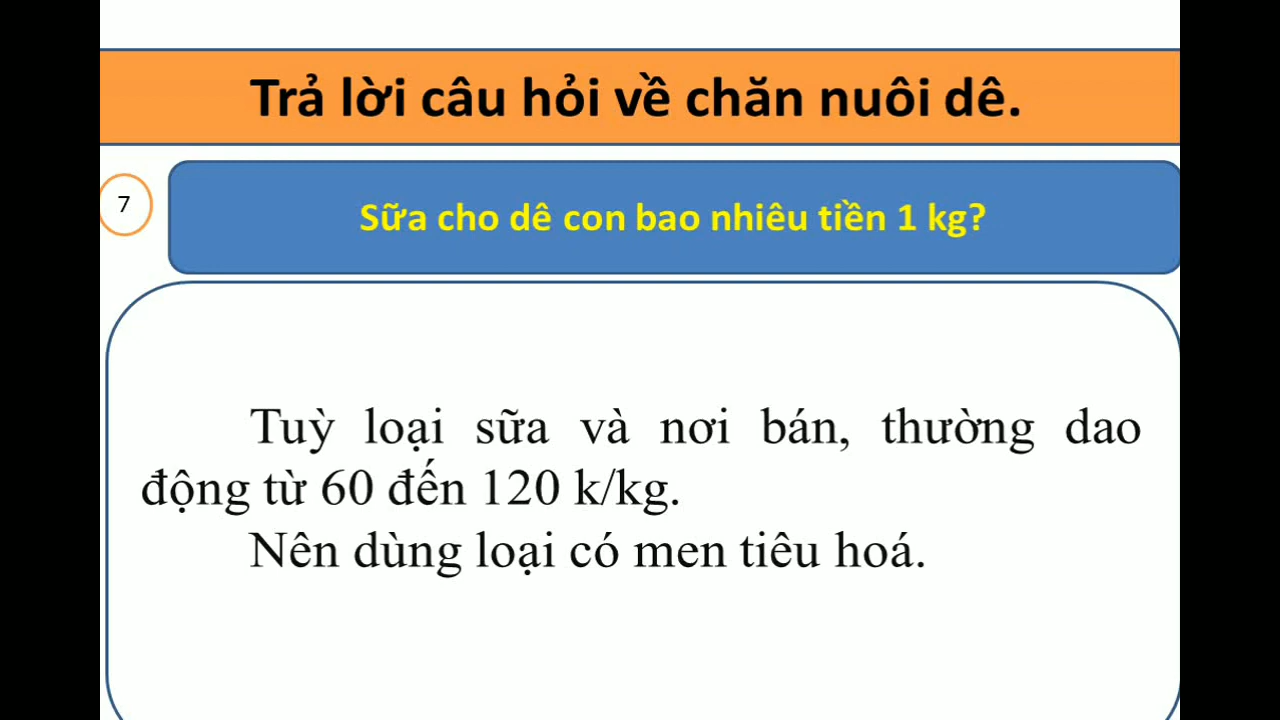 Trả lời câu hỏi về chăn nuôi dê.
7
Sữa cho dê con bao nhiêu tiền 1 kg?
Tuỳ loại sữa và nơi bán, thường dao
động từ 60 đến 120 k/kg.
Nên dùng loại có men tiêu hoá.